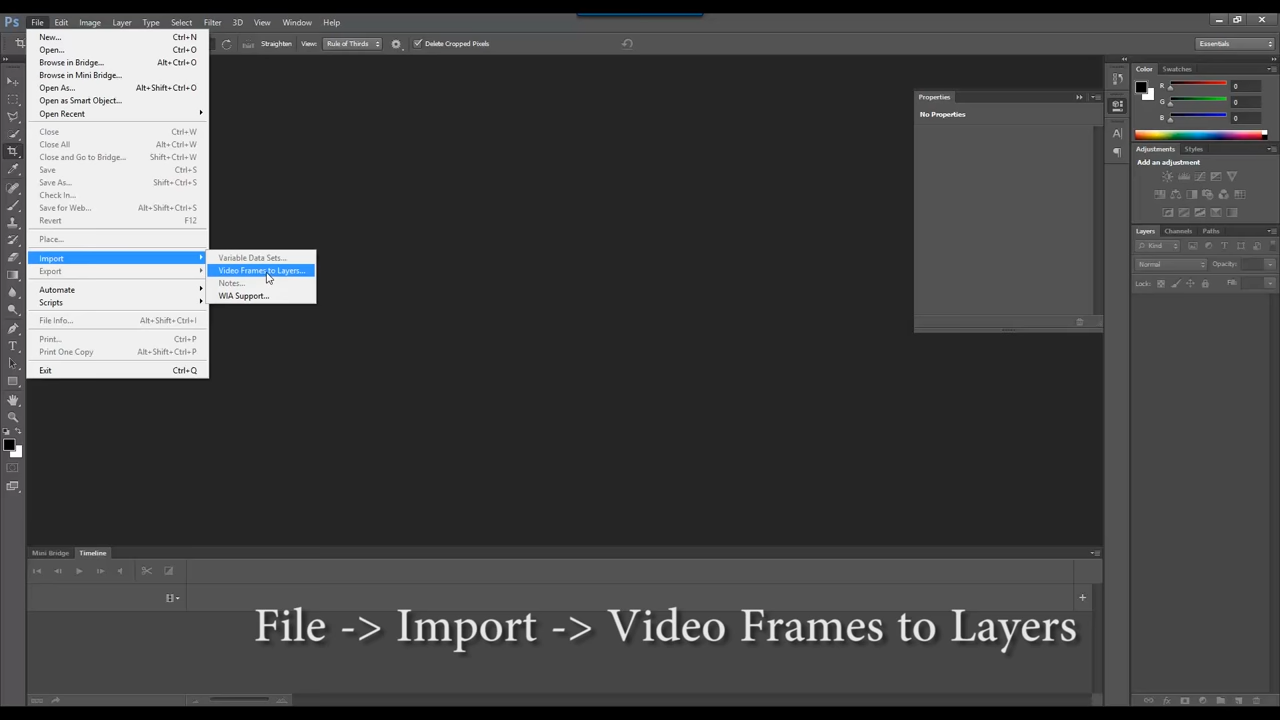 Ps File Edit Image Layer Type Select Filter 3D View Window Help
Straighten View: Rule of Thirds Delete Cropped Pixels Essentials
New... Ctrl+N
Open... Ctrl+O
Browse in Bridge... Alt+Ctrl+O
Browse in Mini Bridge...
Open As... Alt+Shift+Ctrl+O
Open as Smart Object...
Open Recent
Close Ctrl+W
Close All Alt+Ctrl+W
Close and Go to Bridge... Shift+Ctrl+W
Save Ctrl+S
Save As... Shift+Ctrl+S
Check In...
Save for Web... Alt+Shift+Ctrl+S
Revert F12
Place...
Import
Export
Automate
Scripts
File Info... Alt+Shift+Ctrl+I
Print... Ctrl+P
Print One Copy Alt+Shift+Ctrl+P
Exit Ctrl+Q
Variable Data Sets...
Video Frames to Layers...
Notes...
WIA Support...
Properties
No Properties
Color Swatches
R 0
G 0
B 0
Adjustments Styles
Add an adjustment
Layers Channels Paths
Kind
Normal Opacity:
Lock: Fill:
Mini Bridge Timeline
File -> Import -> Video Frames to Layers